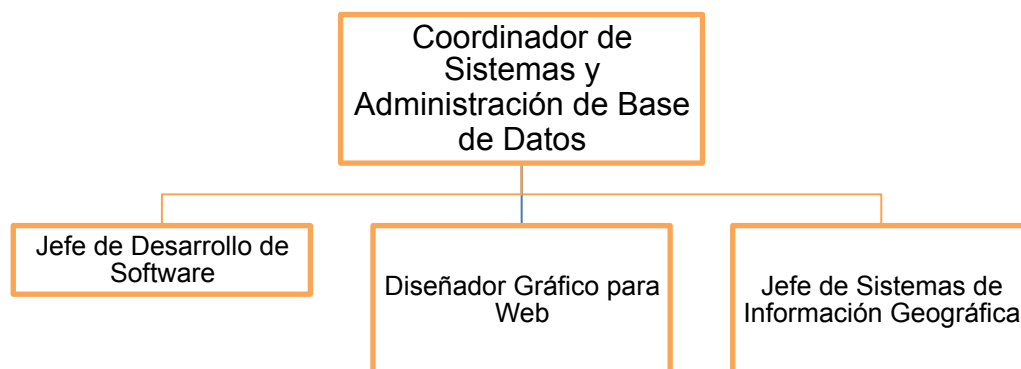 Coordinador de
Sistemas y
Administración de Base
de Datos
Jefe de Desarrollo de
Software
Diseñador Gráfico para
Web
Jefe de Sistemas de
Información Geográfica